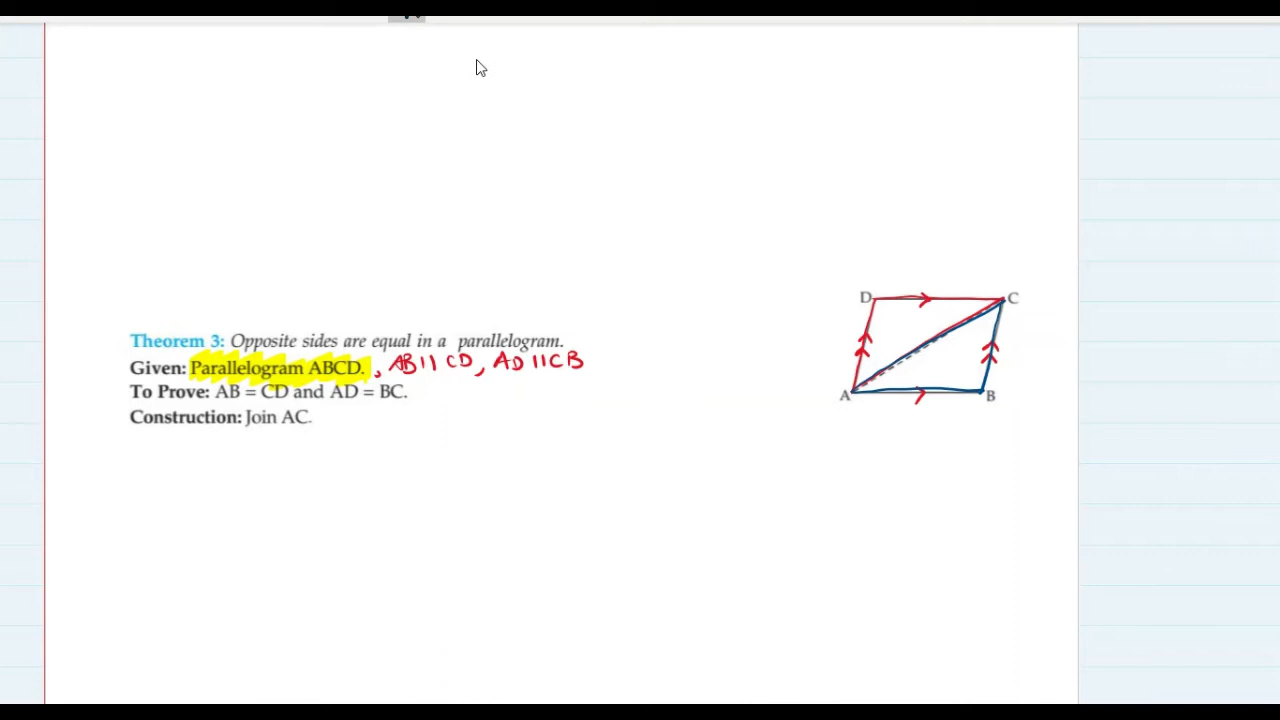 Theorem 3: Opposite sides are equal in a parallelogram.
Given: Parallelogram ABCD. , AB || CD, AD || CB
To Prove: AB = CD and AD = BC.
Construction: Join AC.
D C
A B